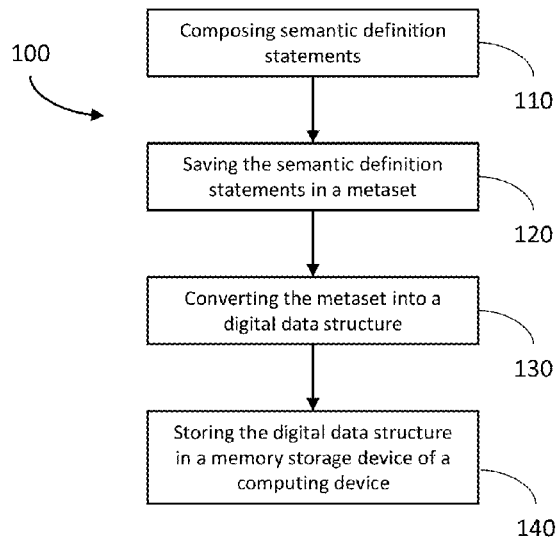 100
Composing semantic definition
statements
110
Saving the semantic definition
statements in a metaset
120
Converting the metaset into a
digital data structure
130
Storing the digital data structure
in a memory storage device of a
computing device
140